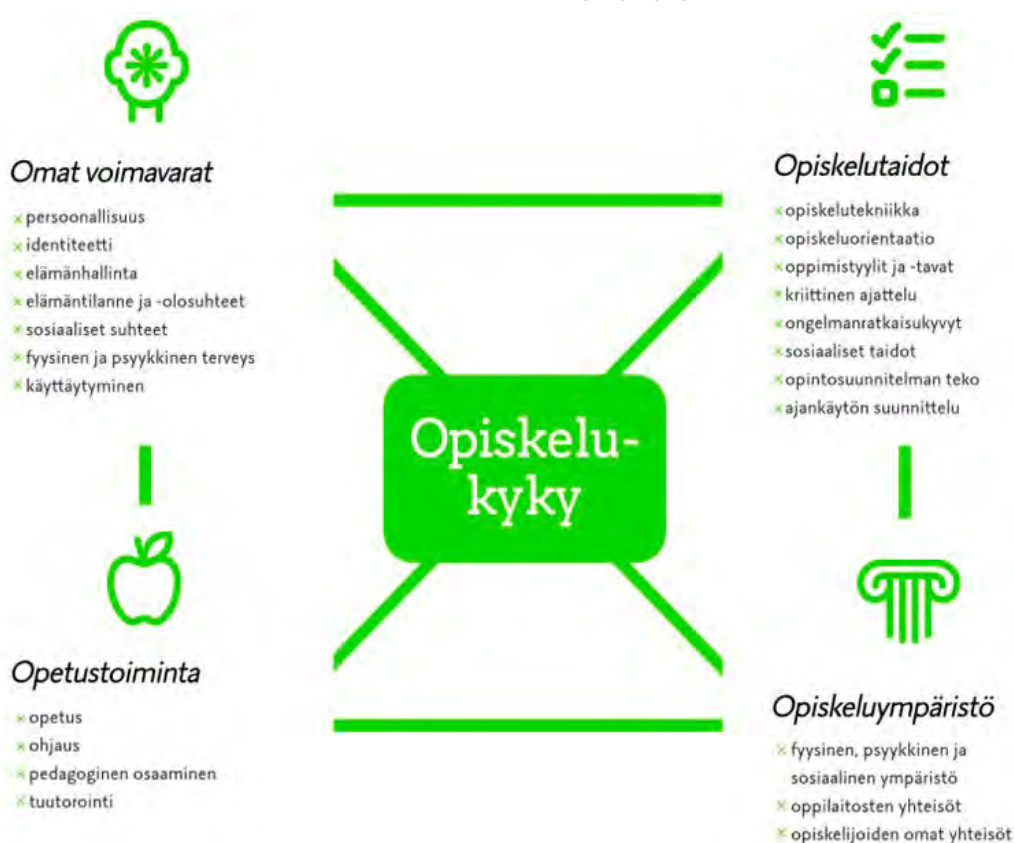 Omat voimavarat
persoonallisuus
identiteetti
elämänhallinta
elämäntilanne ja -olosuhteet
sosiaaliset suhteet
fyysinen ja psyykkinen terveys
käyttäytyminen
Opiskelutaidot
opiskelutekniikka
opiskeluorientaatio
oppimistyylit ja -tavat
kriittinen ajattelu
ongelmanratkaisukyvyt
sosiaaliset taidot
opintosuunnitelman teko
ajankäytön suunnittelu
Opiskelu-
kyky
Opetustoiminta
opetus
ohjaus
pedagoginen osaaminen
tuutorointi
Opiskeluympäristö
fyysinen, psyykkinen ja
sosiaalinen ympäristö
oppilaitosten yhteisöt
opiskelijoiden omat yhteisöt